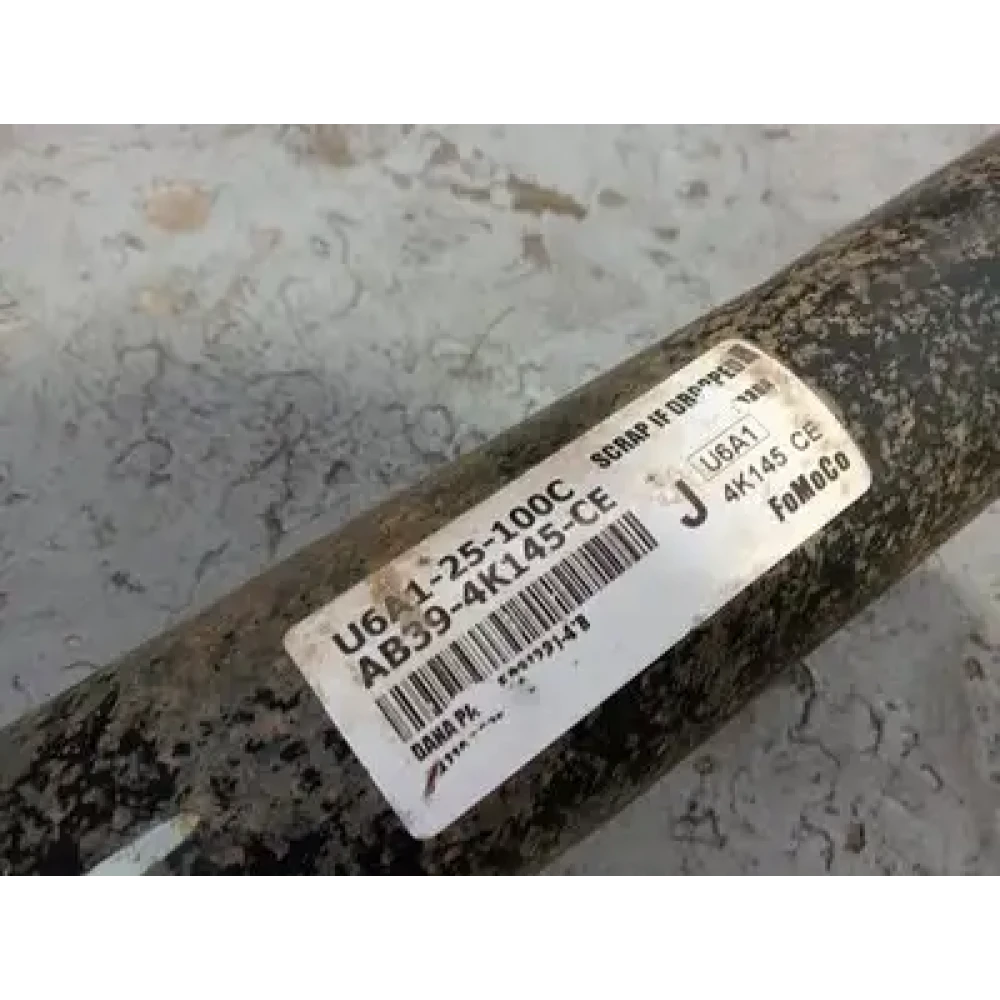 SCRAP IF DROPPED
U6A1-25-100C
AB39-4K145-CE
J
U6A1
4K145 CE
FoMoCo
DANA